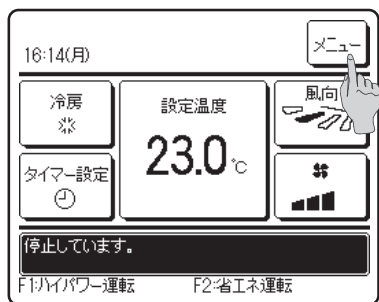 16:14(月)
メニュー
冷房
設定温度
風向
タイマー設定
23.0℃
停止しています。
F1:ハイパワー運転 F2:省エネ運転